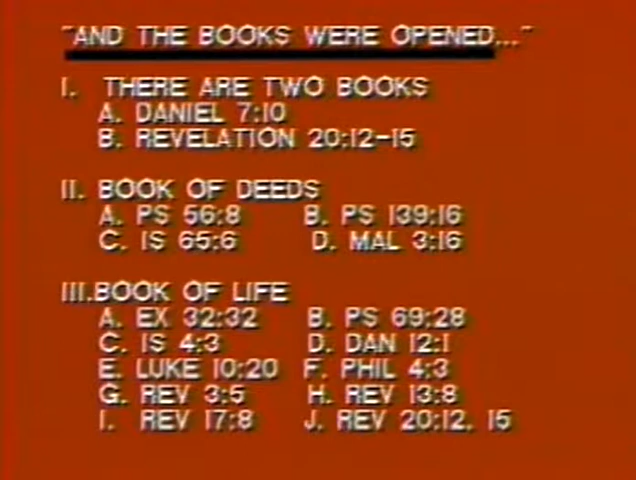 "AND THE BOOKS WERE OPENED..."
I. THERE ARE TWO BOOKS
A. DANIEL 7:10
B. REVELATION 20:12-15
II. BOOK OF DEEDS
A. PS 56:8 B. PS 139:16
C. IS 65:6 D. MAL 3:16
III.BOOK OF LIFE
A. EX 32:32 B. PS 69:28
C. IS 4:3 D. DAN 12:1
E. LUKE 10:20 F. PHIL 4:3
G. REV 3:5 H. REV 13:8
I. REV 17:8 J. REV 20:12, 15